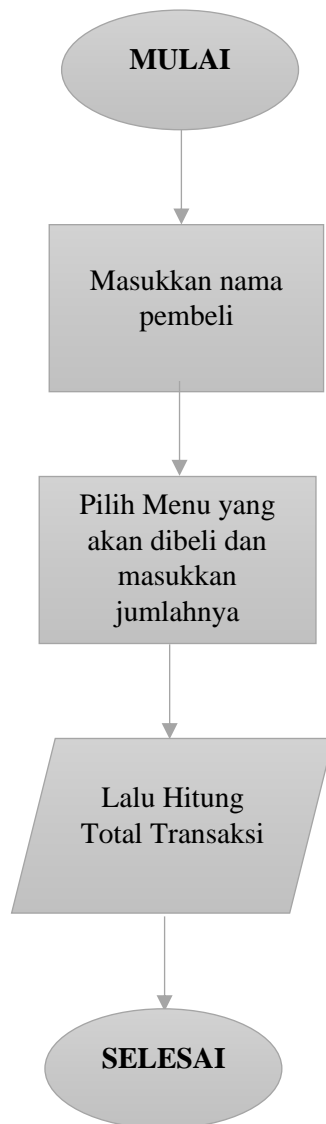 MULAI
Masukkan nama
pembeli
Pilih Menu yang
akan dibeli dan
masukkan
jumlahnya
Lalu Hitung
Total Transaksi
SELESAI